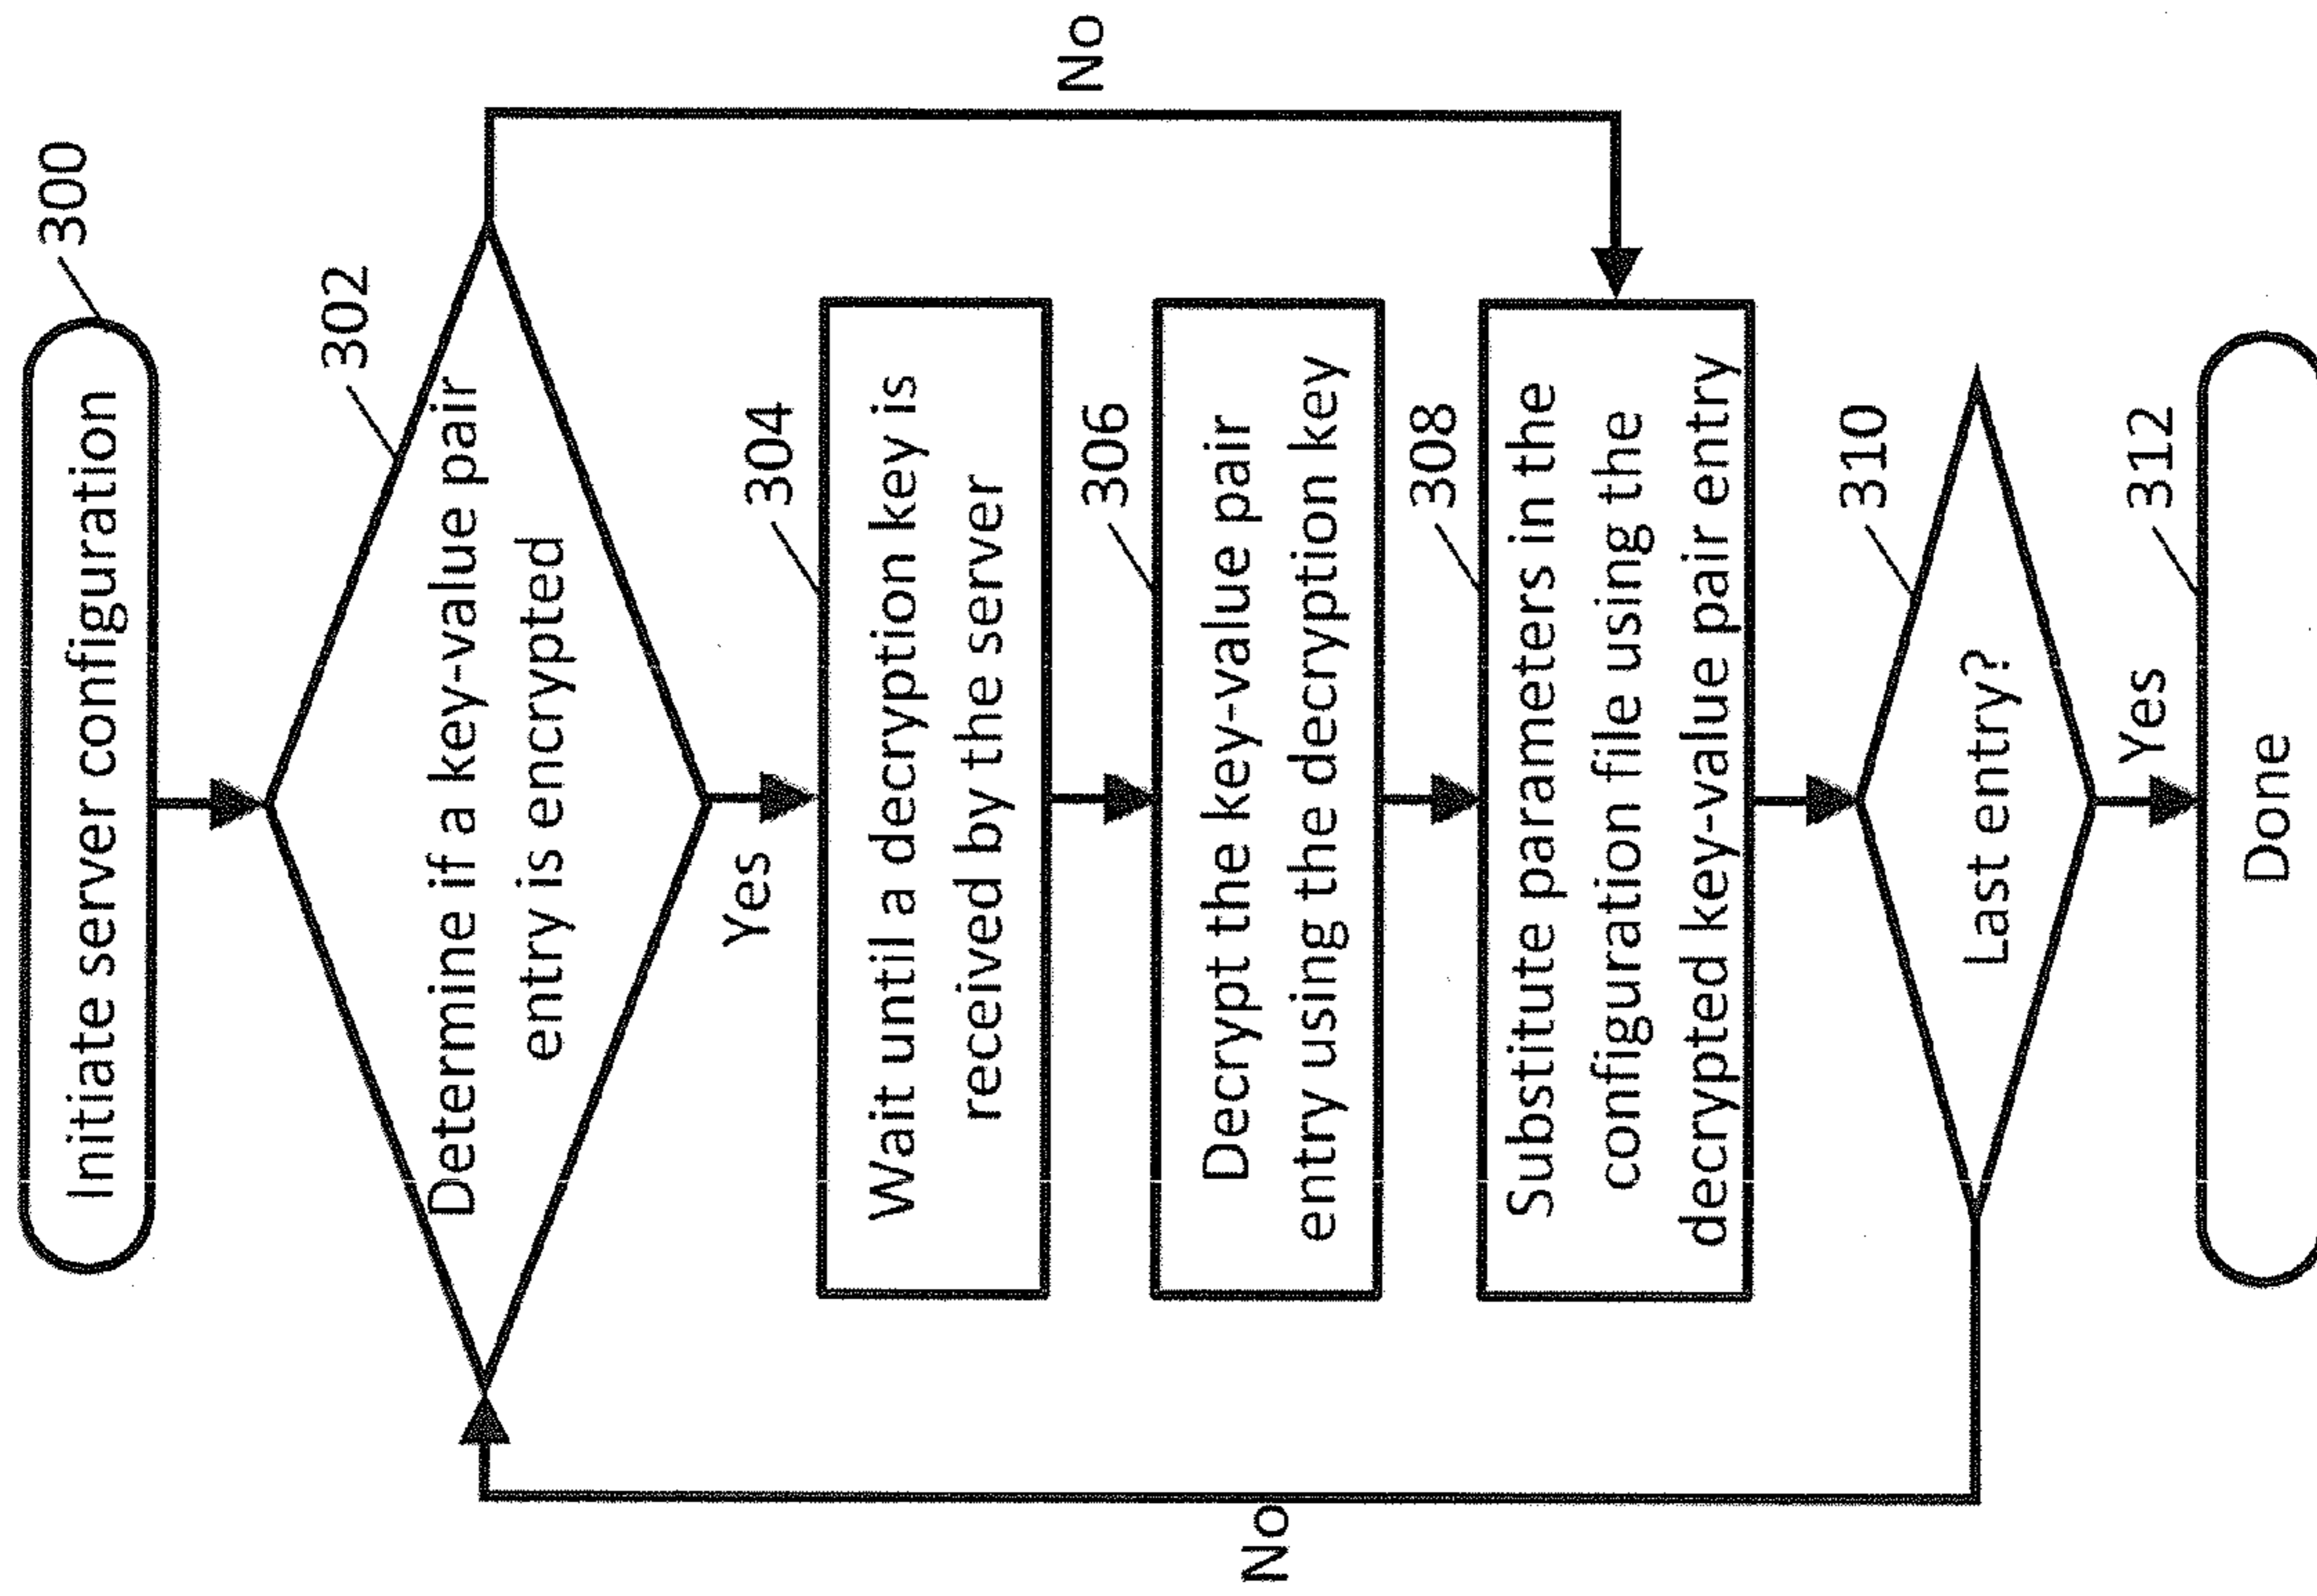 Initiate server configuration
300
302
Determine if a key-value pair
entry is encrypted
No
Yes
304
Wait until a decryption key is
received by the server
306
Decrypt the key-value pair
entry using the decryption key
No
308
Substitute parameters in the
configuration file using the
decrypted key-value pair entry
310
Last entry?
Yes
312
Done